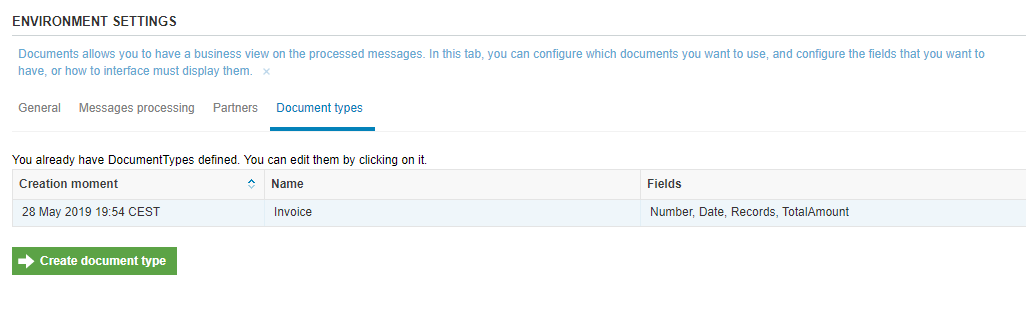 ENVIRONMENT SETTINGS
Documents allows you to have a business view on the processed messages. In this tab, you can configure which documents you want to use, and configure the fields that you want to
have, or how to interface must display them. ×
General Messages processing Partners Document types
You already have DocumentTypes defined. You can edit them by clicking on it.
Creation moment Name Fields
28 May 2019 19:54 CEST Invoice Number, Date, Records, TotalAmount
Create document type